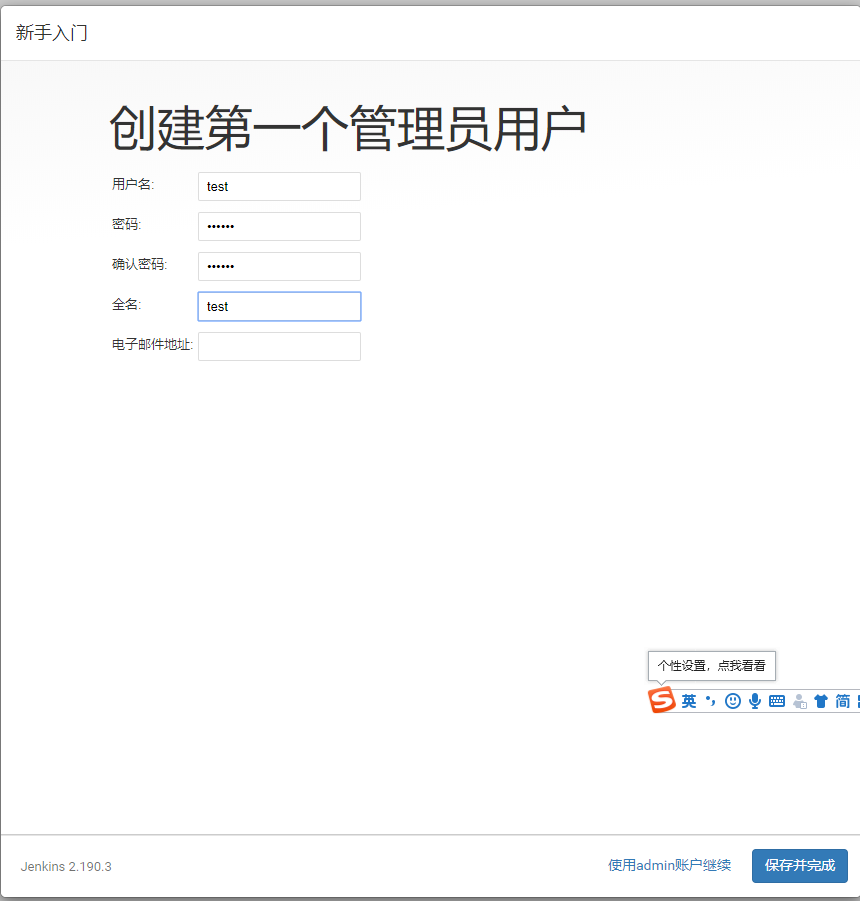 新手入门
创建第一个管理员用户
用户名: test
密码: ••••••
确认密码: ••••••
全名: test
电子邮件地址:
个性设置，点我看看
S 英 简
Jenkins 2.190.3 使用admin账户继续 保存并完成